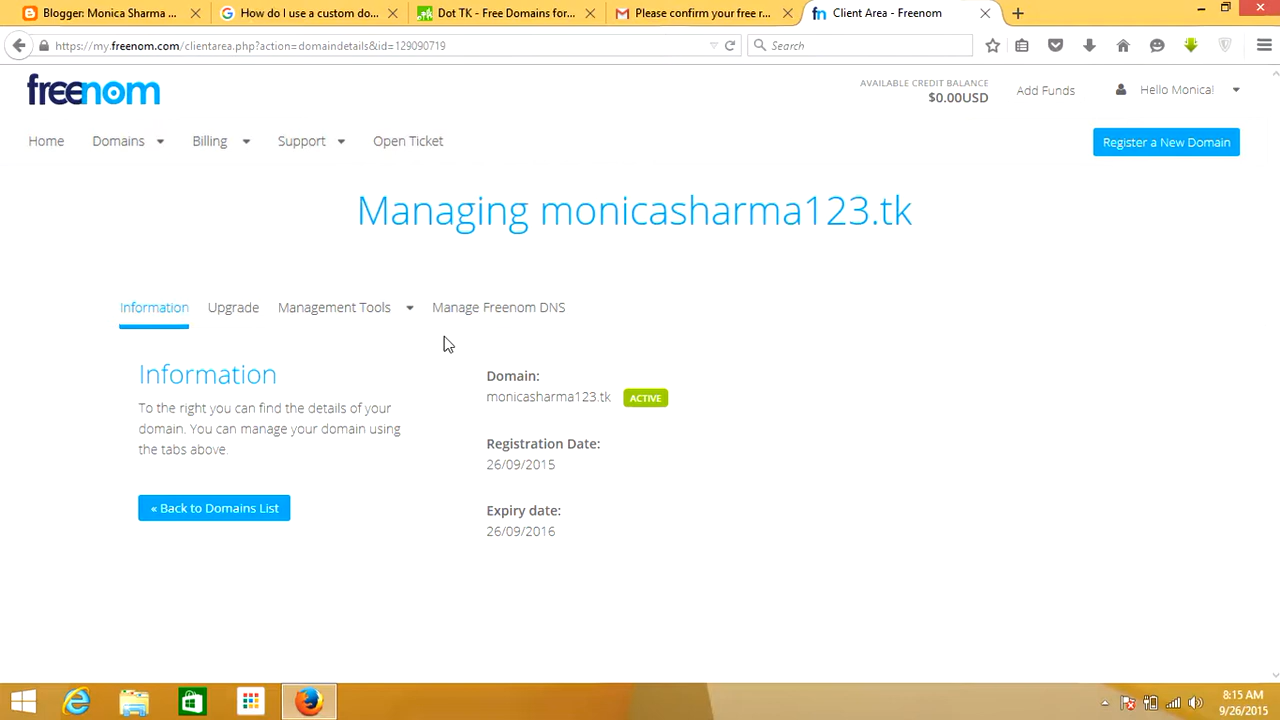 Blogger: Monica Sharma ...
How do I use a custom do...
Dot TK - Free Domains for...
Please confirm your free r...
fn Client Area - Freenom
https://my.freenom.com/clientarea.php?action=domaindetails&id=129090719
Search
freenom
AVAILABLE CREDIT BALANCE
$0.00USD
Add Funds
Hello Monica!
Home
Domains
Billing
Support
Open Ticket
Register a New Domain
Managing monicasharma123.tk
Information
Upgrade
Management Tools
Manage Freenom DNS
Information
To the right you can find the details of your
domain. You can manage your domain using
the tabs above.
« Back to Domains List
Domain:
monicasharma123.tk ACTIVE
Registration Date:
26/09/2015
Expiry date:
26/09/2016
8:15 AM
9/26/2015